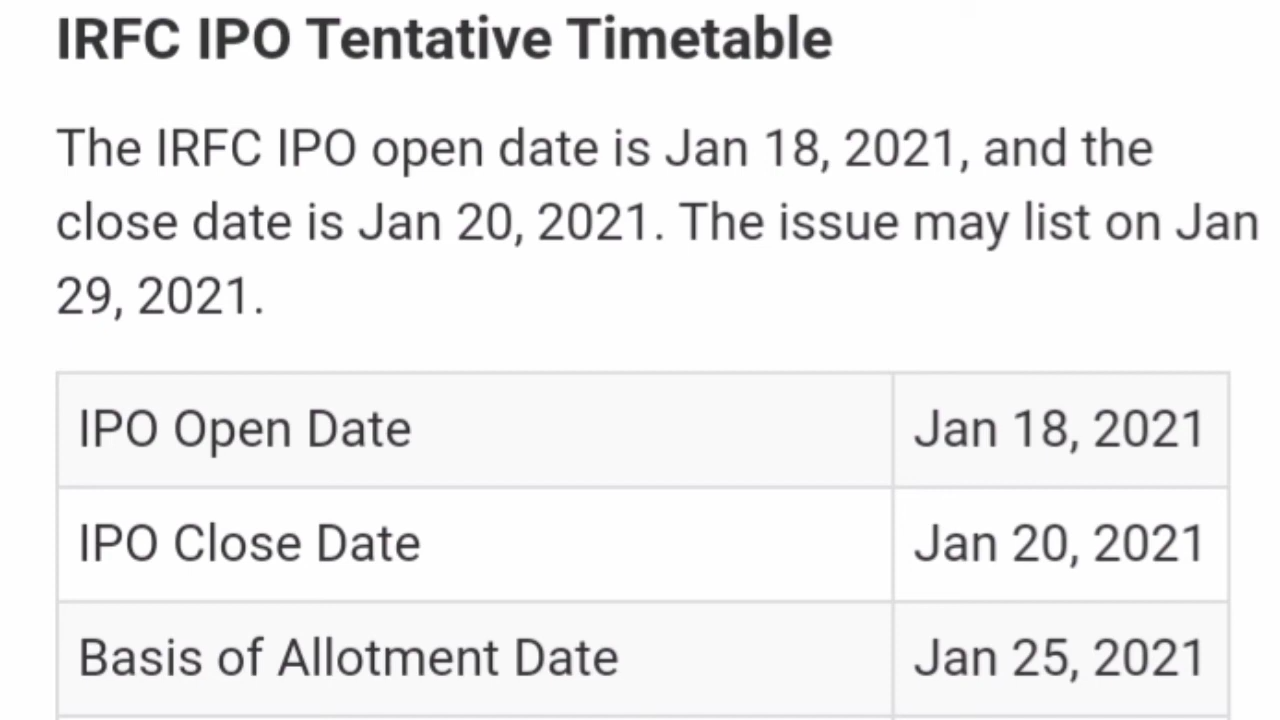 IRFC IPO Tentative Timetable
The IRFC IPO open date is Jan 18, 2021, and the
close date is Jan 20, 2021. The issue may list on Jan
29, 2021.
IPO Open Date Jan 18, 2021
IPO Close Date Jan 20, 2021
Basis of Allotment Date Jan 25, 2021